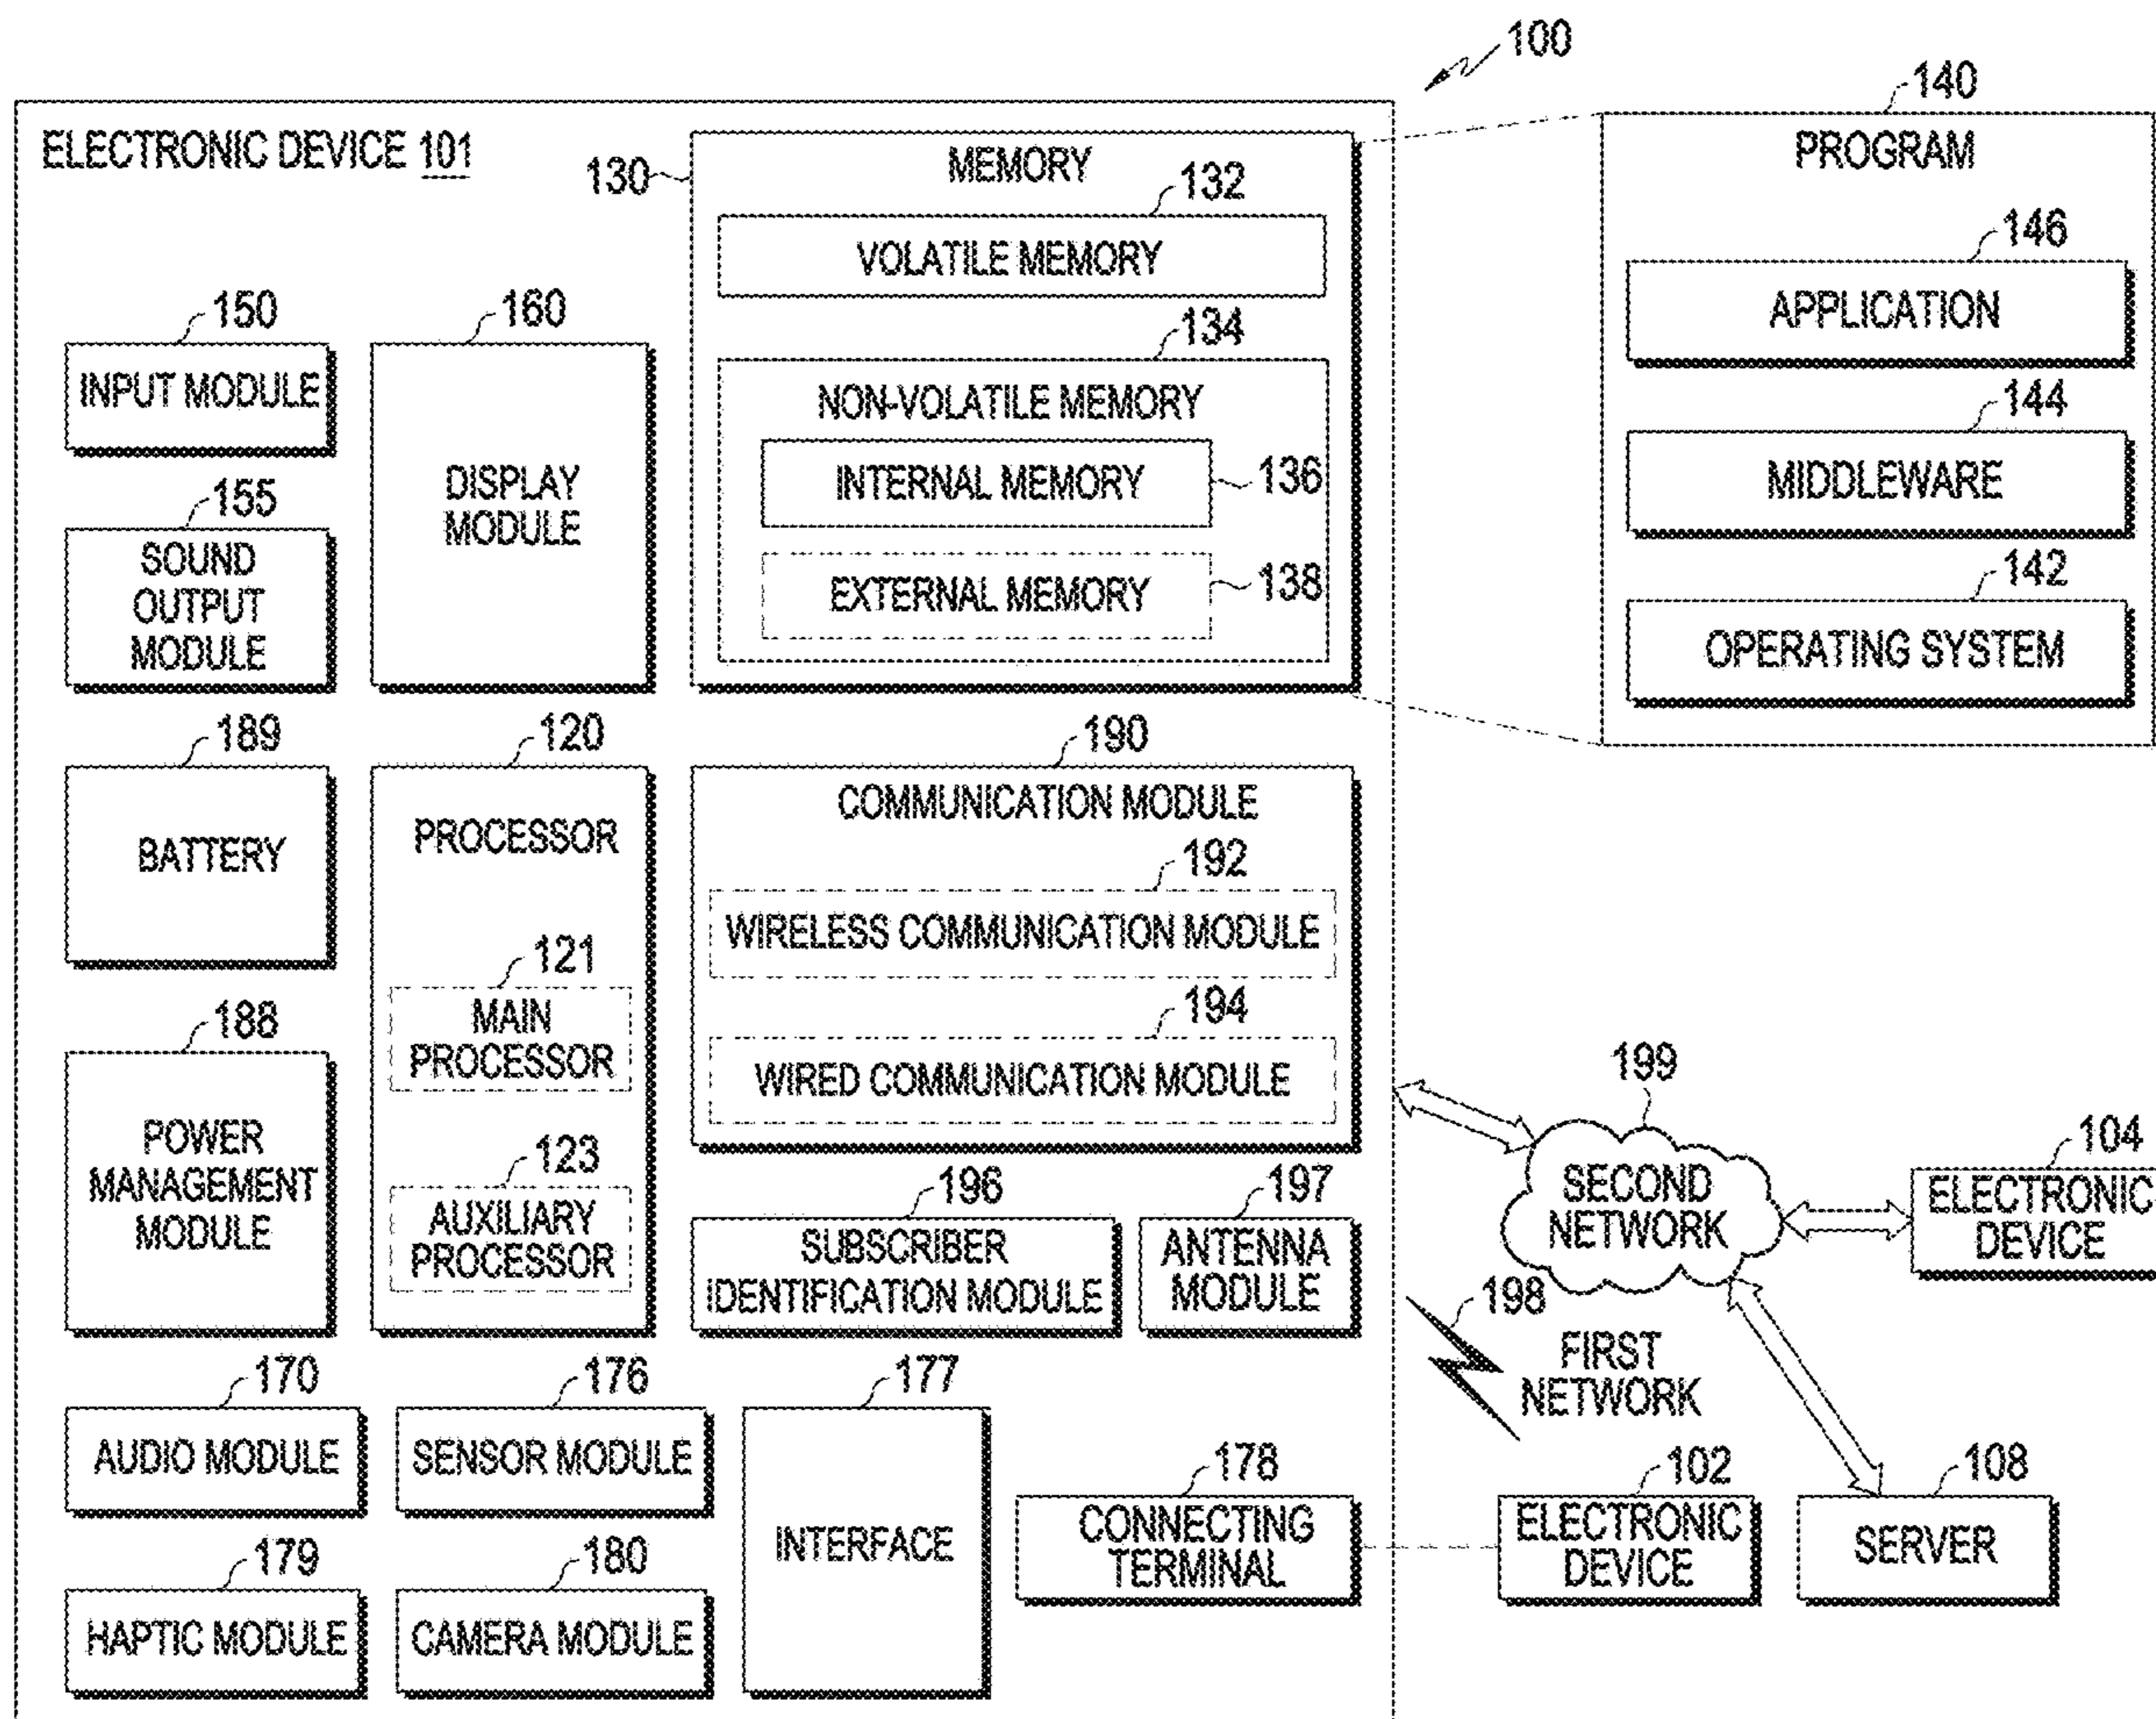 100
ELECTRONIC DEVICE 101
130
MEMORY
132
VOLATILE MEMORY
134
NON-VOLATILE MEMORY
INTERNAL MEMORY
136
EXTERNAL MEMORY
138
140
PROGRAM
146
APPLICATION
144
MIDDLEWARE
142
OPERATING SYSTEM
150
INPUT MODULE
155
SOUND
OUTPUT
MODULE
160
DISPLAY
MODULE
189
BATTERY
188
POWER
MANAGEMENT
MODULE
120
PROCESSOR
121
MAIN
PROCESSOR
123
AUXILIARY
PROCESSOR
190
COMMUNICATION MODULE
192
WIRELESS COMMUNICATION MODULE
194
WIRED COMMUNICATION MODULE
196
SUBSCRIBER
IDENTIFICATION MODULE
197
ANTENNA
MODULE
170
AUDIO MODULE
176
SENSOR MODULE
177
INTERFACE
179
HAPTIC MODULE
180
CAMERA MODULE
178
CONNECTING
TERMINAL
199
SECOND
NETWORK
104
ELECTRONIC
DEVICE
198
FIRST
NETWORK
102
ELECTRONIC
DEVICE
108
SERVER